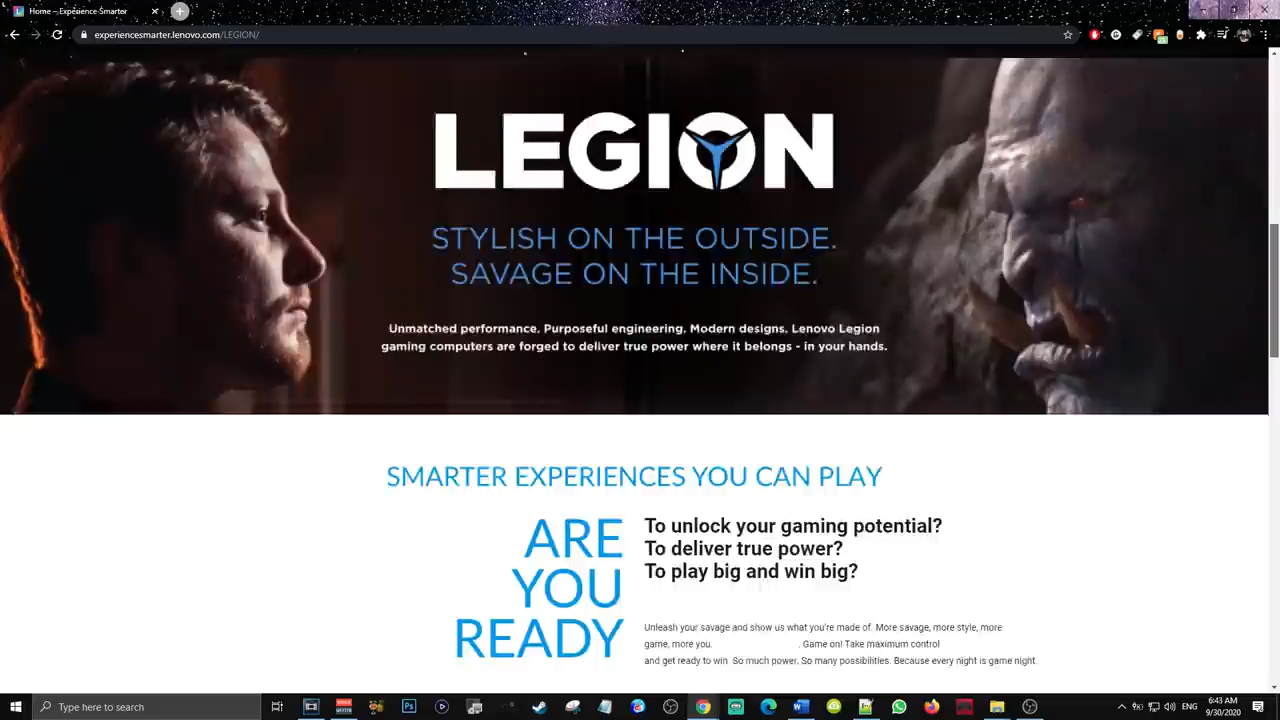 Home – Experience-Smarter
experiencesmarter.lenovo.com/LEGION/
LEGION
STYLISH ON THE OUTSIDE.
SAVAGE ON THE INSIDE.
Unmatched performance. Purposeful engineering. Modern designs. Lenovo Legion
gaming computers are forged to deliver true power where it belongs - in your hands.
SMARTER EXPERIENCES YOU CAN PLAY
ARE
YOU
READY
To unlock your gaming potential?
To deliver true power?
To play big and win big?
Unleash your savage and show us what you're made of. More savage, more style, more
game, more you. . Game on! Take maximum control
and get ready to win So much power. So many possibilities. Because every night is game night.
Type here to search
ENG
6:43 AM
9/30/2020